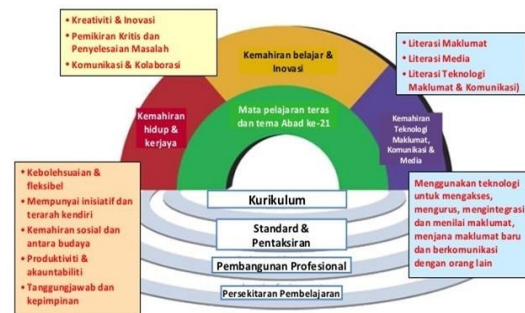 • Kreativiti & Inovasi
• Pemikiran Kritis dan
Penyelesaian Masalah
• Komunikasi & Kolaborasi
Kemahiran belajar &
Inovasi
• Literasi Maklumat
• Literasi Media
• Literasi Teknologi
Maklumat & Komunikasi)
Kemahiran
hidup &
kerjaya
Mata pelajaran teras
dan tema Abad ke-21
Kemahiran
Teknologi
Maklumat,
Komunikasi &
Media
• Kebolehsuaian &
fleksibel
• Mempunyai inisiatif dan
terarah kendiri
• Kemahiran sosial dan
antara budaya
• Produktiviti &
akauntabiliti
• Tanggungjawab dan
kepimpinan
Kurikulum
Standard &
Pentaksiran
Pembangunan Profesional
Persekitaran Pembelajaran
Menggunakan teknologi
untuk mengakses,
mengurus, mengintegrasi
dan menilai maklumat,
menjana maklumat baru
dan berkomunikasi
dengan orang lain